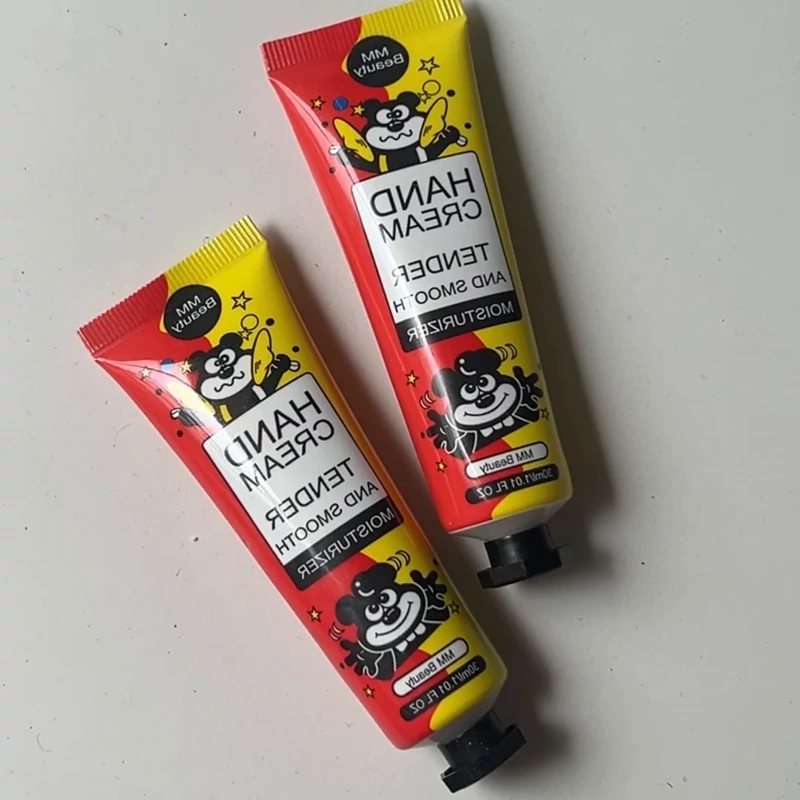 MM
Beauty
HAND
CREAM
TENDER
AND SMOOTH
MOISTURIZER
MM Beauty
30ml/1.01 FL OZ
MM
Beauty
HAND
CREAM
TENDER
AND SMOOTH
MOISTURIZER
MM Beauty
30ml/1.01 FL OZ